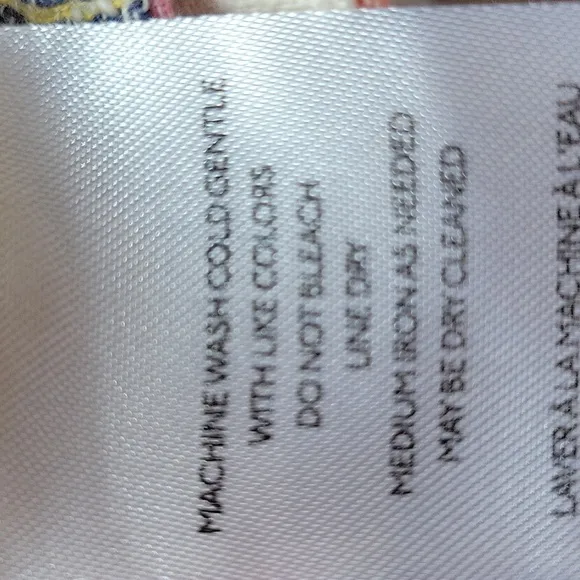 MACHINE WASH COLD GENTLE
WITH LIKE COLORS
DO NOT BLEACH
LINE DRY
MEDIUM IRON AS NEEDED
MAY BE DRY CLEANED
LAVER À LA MACHINE À L'EAU